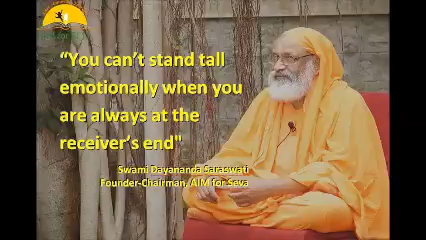 “You can’t stand tall
emotionally when you
are always at the
receiver’s end"
Swami Dayananda Saraswati
Founder-Chairman, AIM for Seva